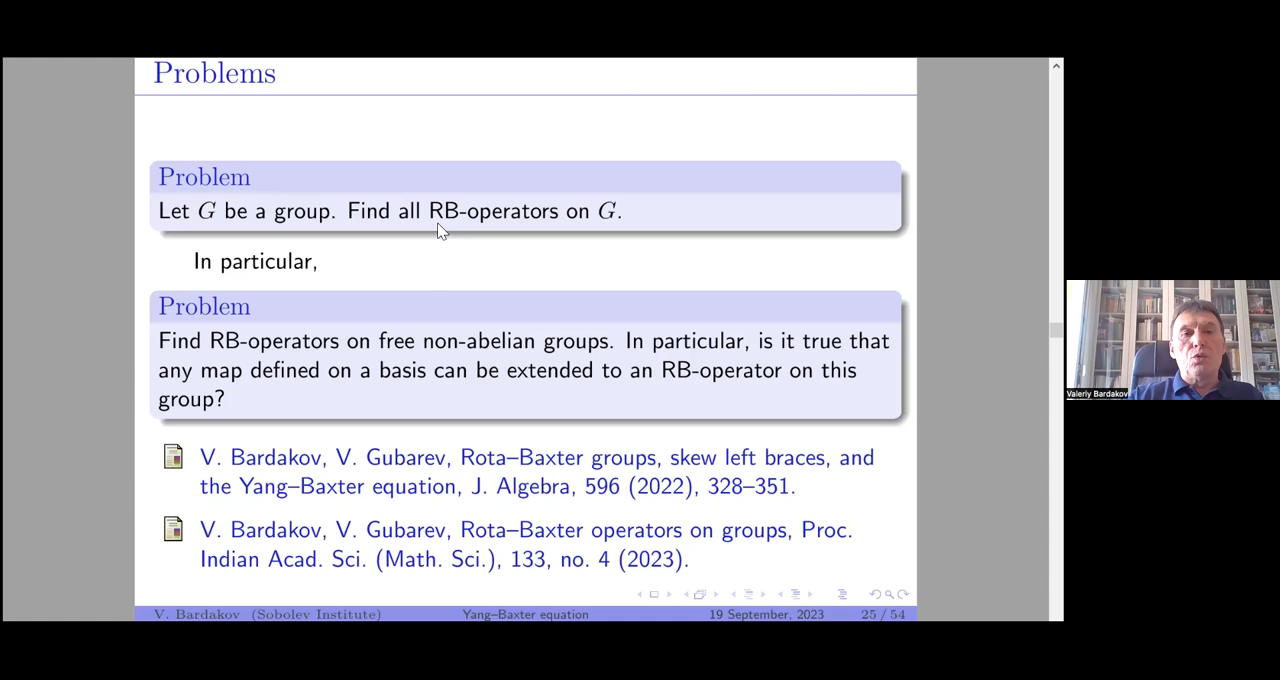 Problems
Problem
Let G be a group. Find all RB-operators on G.
In particular,
Problem
Find RB-operators on free non-abelian groups. In particular, is it true that
any map defined on a basis can be extended to an RB-operator on this
group?
V. Bardakov, V. Gubarev, Rota–Baxter groups, skew left braces, and
the Yang–Baxter equation, J. Algebra, 596 (2022), 328–351.
V. Bardakov, V. Gubarev, Rota–Baxter operators on groups, Proc.
Indian Acad. Sci. (Math. Sci.), 133, no. 4 (2023).
V. Bardakov (Sobolev Institute) Yang–Baxter equation 19 September, 2023 25 / 54
Valeriy Bardakov